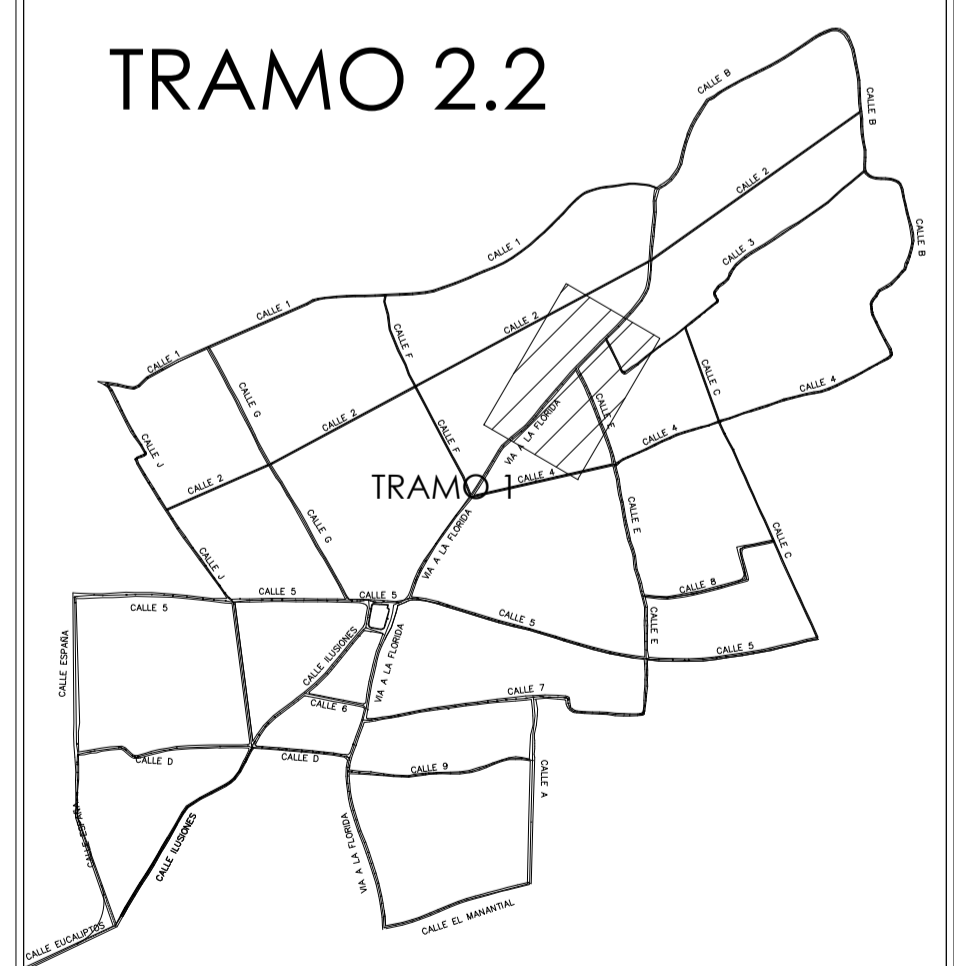 TRAMO 2.2
CALLE B
CALLE B
CALLE 2
CALLE B
CALLE 3
CALLE 1
CALLE 1
CALLE 2
CALLE F
CALLE 1
CALLE G
CALLE C
CALLE 4
CALLE 2
CALLE E
VIA A LA FLORIDA
CALLE F
CALLE 4
CALLE J
CALLE 4
CALLE 2
TRAMO 1
CALLE G
CALLE E
VIA A LA FLORIDA
CALLE C
CALLE J
CALLE 8
CALLE 5
CALLE 5
CALLE 5
CALLE 5
CALLE E
CALLE 5
CALLE ESPAÑA
CALLE ILUSIONES
VIA A LA FLORIDA
CALLE 7
CALLE 6
CALLE D
CALLE D
CALLE 9
CALLE A
CALLE ESPAÑA
CALLE ILUSIONES
VIA A LA FLORIDA
CALLE EL MANANTIAL
CALLE EUCALIPTOS